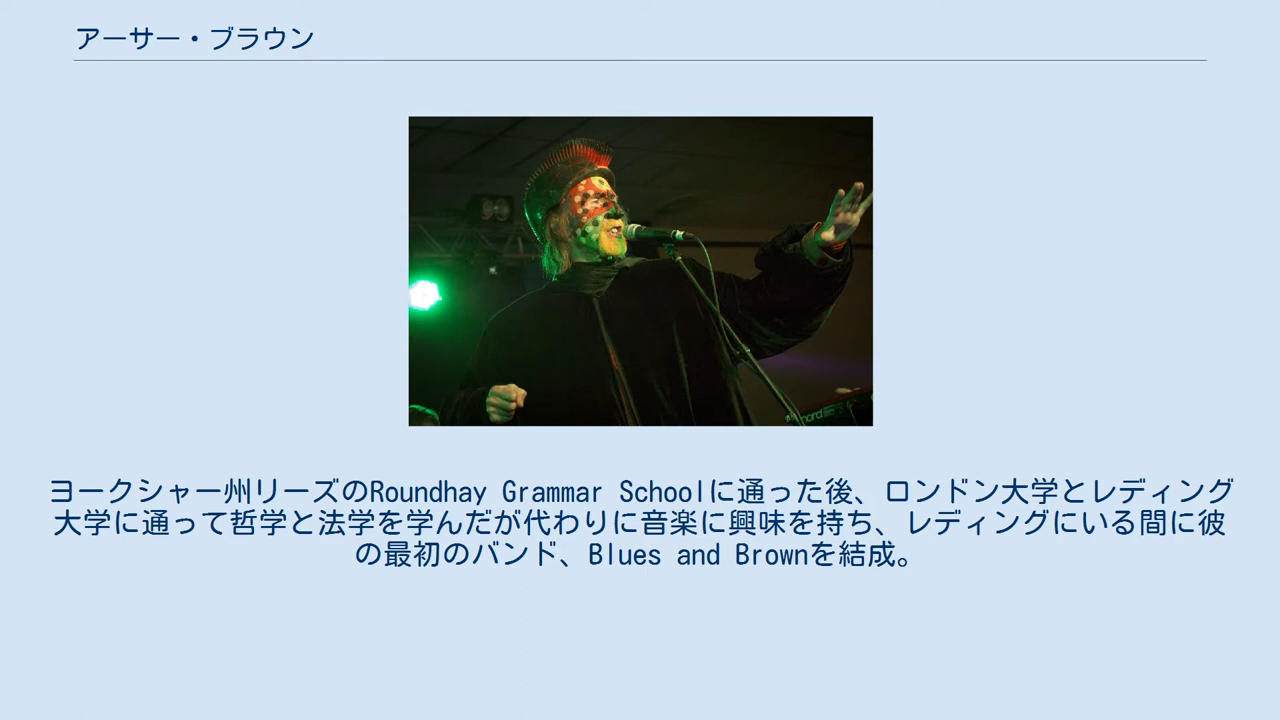 アーサー・ブラウン
nord
ヨークシャー州リーズのRoundhay Grammar Schoolに通った後、ロンドン大学とレディング
大学に通って哲学と法学を学んだが代わりに音楽に興味を持ち、レディングにいる間に彼
の最初のバンド、Blues and Brownを結成。